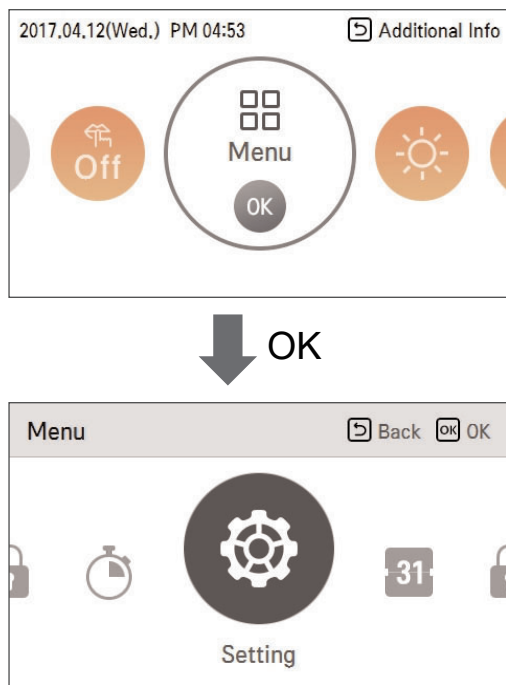 2017.04.12(Wed.) PM 04:53 Additional Info
Off
Menu
OK
OK
Menu Back OK OK
31
Setting